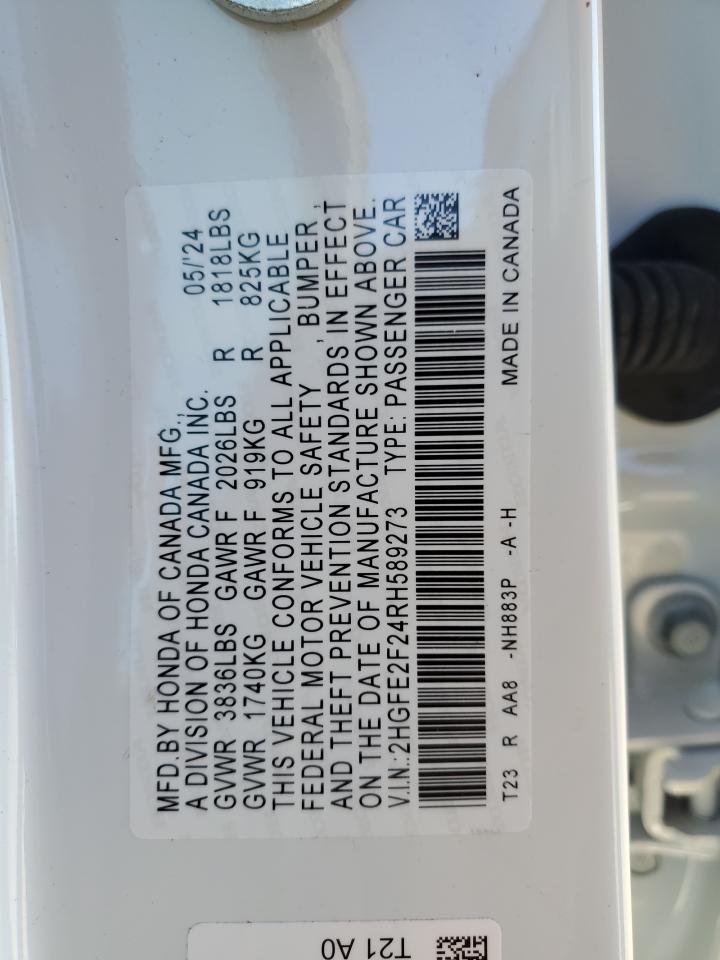 MFD.BY HONDA OF CANADA MFG.,
A DIVISION OF HONDA CANADA INC. 05/'24
GVWR 3836LBS GAWR F 2026LBS R 1818LBS
GVWR 1740KG GAWR F 919KG R 825KG
THIS VEHICLE CONFORMS TO ALL APPLICABLE
FEDERAL MOTOR VEHICLE SAFETY , BUMPER ,
AND THEFT PREVENTION STANDARDS IN EFFECT
ON THE DATE OF MANUFACTURE SHOWN ABOVE.
V.I.N.:2HGFE2F24RH589273 TYPE: PASSENGER CAR
T23 R AA8 -NH883P -A -H MADE IN CANADA
T21 A0